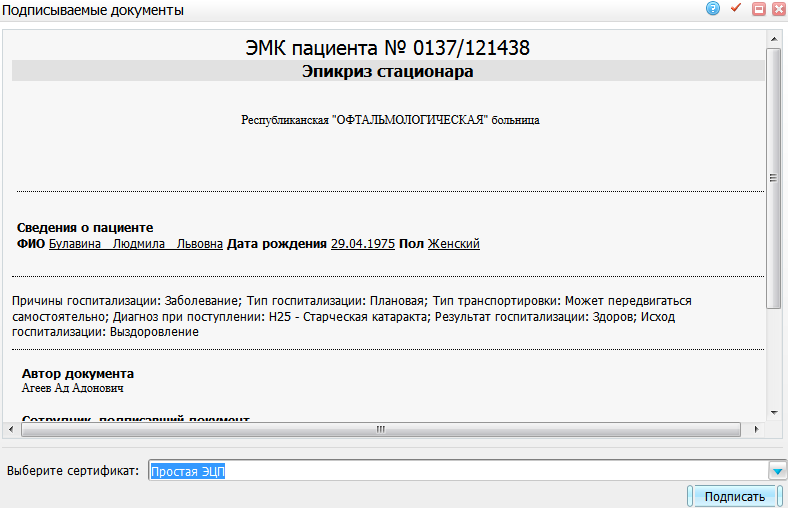 Подписываемые документы
ЭМК пациента № 0137/121438
Эпикриз стационара
Республиканская "ОФТАЛЬМОЛОГИЧЕСКАЯ" больница
Сведения о пациенте
ФИО Булавина Людмила Львовна Дата рождения 29.04.1975 Пол Женский
Причины госпитализации: Заболевание; Тип госпитализации: Плановая; Тип транспортировки: Может передвигаться
самостоятельно; Диагноз при поступлении: H25 - Старческая катаракта; Результат госпитализации: Здоров; Исход
госпитализации: Выздоровление
Автор документа
Агеев Ад Адонович
Сотрудник, подписавший документ
Выберите сертификат: Простая ЭЦП
Подписать